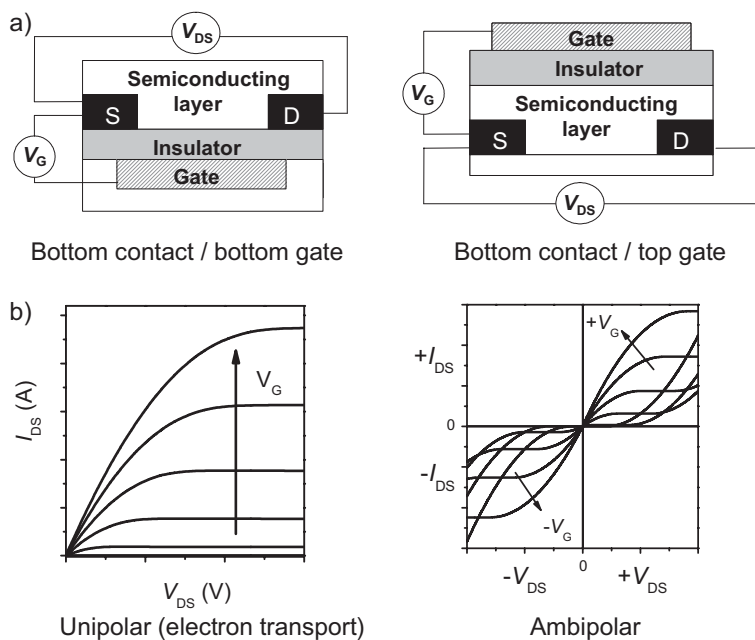 a)
V_DS
Semiconducting
layer
S
D
V_G
Insulator
Gate
Bottom contact / bottom gate
Gate
Insulator
V_G
Semiconducting
layer
S
D
V_DS
Bottom contact / top gate
b)
I_DS (A)
V_G
V_DS (V)
Unipolar (electron transport)
+I_DS
+V_G
0
-I_DS
-V_G
0
-V_DS
+V_DS
Ambipolar